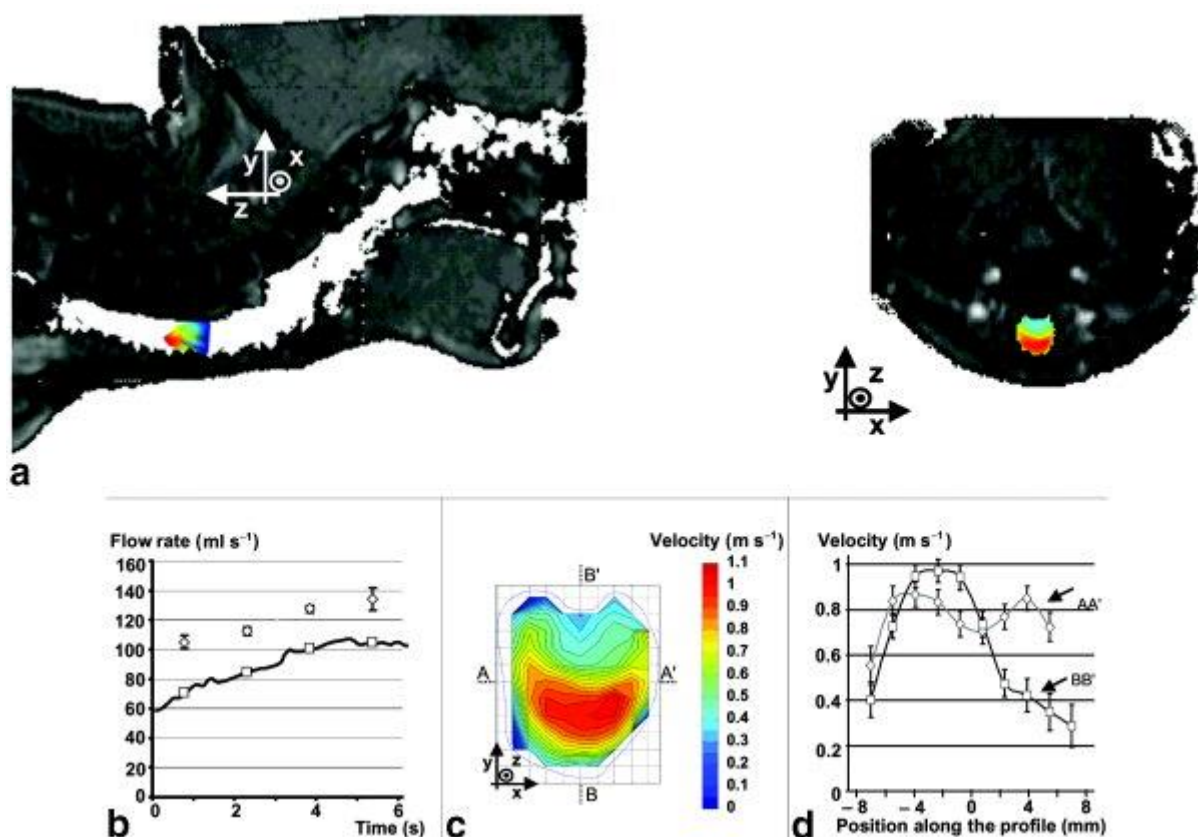 y
x
z
y
z
x
a
Flow rate (ml s⁻¹)
160
140
120
100
80
60
40
20
0
0
2
4
6
Time (s)
b
Velocity (m s⁻¹)
1.1
1
0.9
0.8
0.7
0.6
0.5
0.4
0.3
0.2
0.1
0
B'
A
A'
B
y
z
x
c
Velocity (m s⁻¹)
1
0.8
0.6
0.4
0.2
0
AA'
BB'
−8
−4
0
4
8
Position along the profile (mm)
d